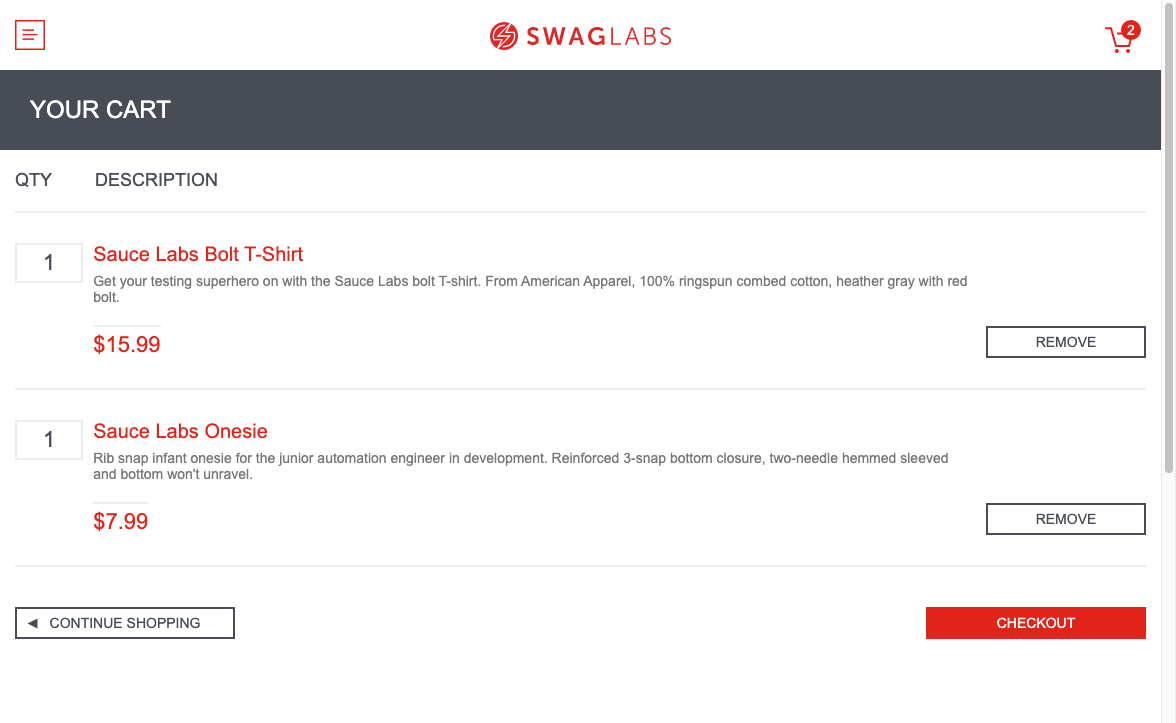 SWAGLABS
2
YOUR CART
QTY DESCRIPTION
1
Sauce Labs Bolt T-Shirt
Get your testing superhero on with the Sauce Labs bolt T-shirt. From American Apparel, 100% ringspun combed cotton, heather gray with red
bolt.
$15.99
REMOVE
1
Sauce Labs Onesie
Rib snap infant onesie for the junior automation engineer in development. Reinforced 3-snap bottom closure, two-needle hemmed sleeved
and bottom won't unravel.
$7.99
REMOVE
CONTINUE SHOPPING
CHECKOUT